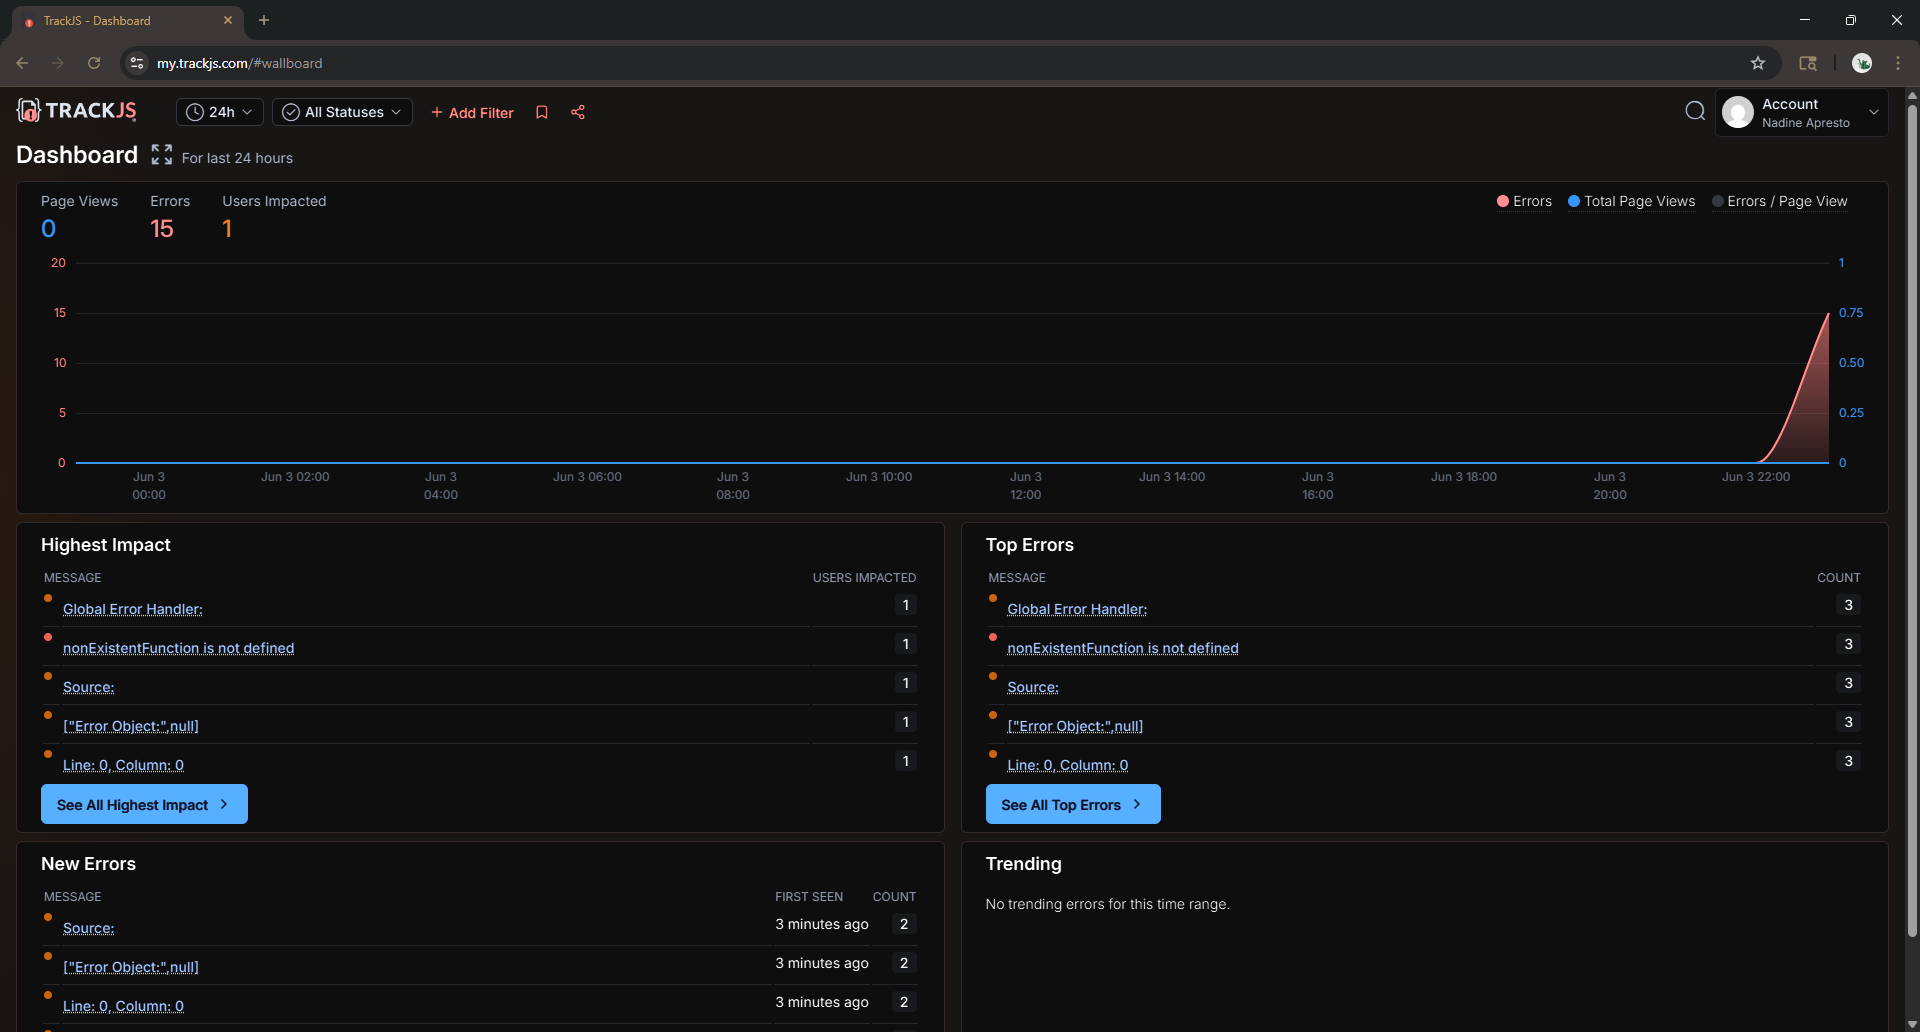 TrackJS - Dashboard
my.trackjs.com/#wallboard
TRACKJS
24h
All Statuses
+ Add Filter
Account
Nadine Apresto
Dashboard
For last 24 hours
Page Views
Errors
Users Impacted
0
15
1
Errors
Total Page Views
Errors / Page View
20
15
10
5
0
1
0.75
0.50
0.25
0
Jun 3
00:00
Jun 3 02:00
Jun 3
04:00
Jun 3 06:00
Jun 3
08:00
Jun 3 10:00
Jun 3
12:00
Jun 3 14:00
Jun 3
16:00
Jun 3 18:00
Jun 3
20:00
Jun 3 22:00
Highest Impact
MESSAGE USERS IMPACTED
Global Error Handler: 1
nonExistentFunction is not defined 1
Source: 1
["Error Object:",null] 1
Line: 0, Column: 0 1
See All Highest Impact
Top Errors
MESSAGE COUNT
Global Error Handler: 3
nonExistentFunction is not defined 3
Source: 3
["Error Object:",null] 3
Line: 0, Column: 0 3
See All Top Errors
New Errors
MESSAGE FIRST SEEN COUNT
Source: 3 minutes ago 2
["Error Object:",null] 3 minutes ago 2
Line: 0, Column: 0 3 minutes ago 2
Trending
No trending errors for this time range.